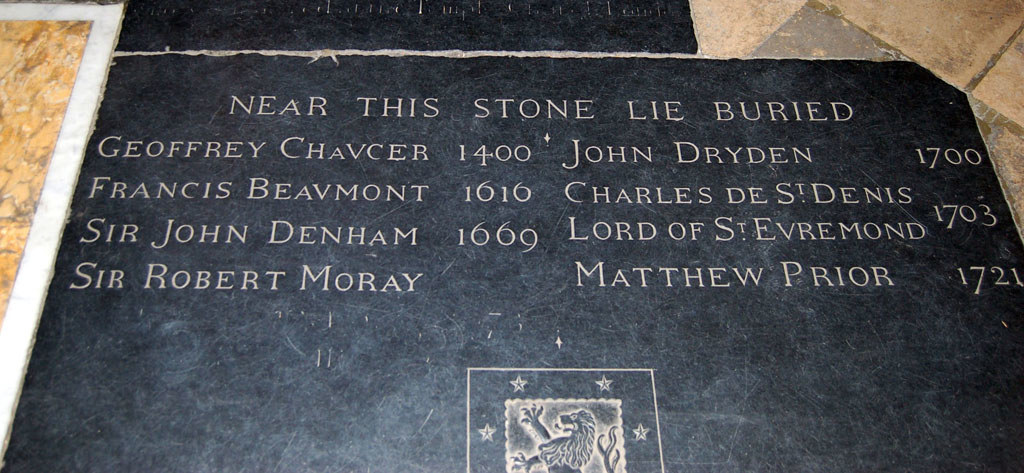 NEAR THIS STONE LIE BURIED
GEOFFREY CHAVCER 1400
FRANCIS BEAVMONT 1616
SIR JOHN DENHAM 1669
SIR ROBERT MORAY
JOHN DRYDEN 1700
CHARLES DE ST. DENIS
LORD OF ST. EVREMOND 1703
MATTHEW PRIOR 1721